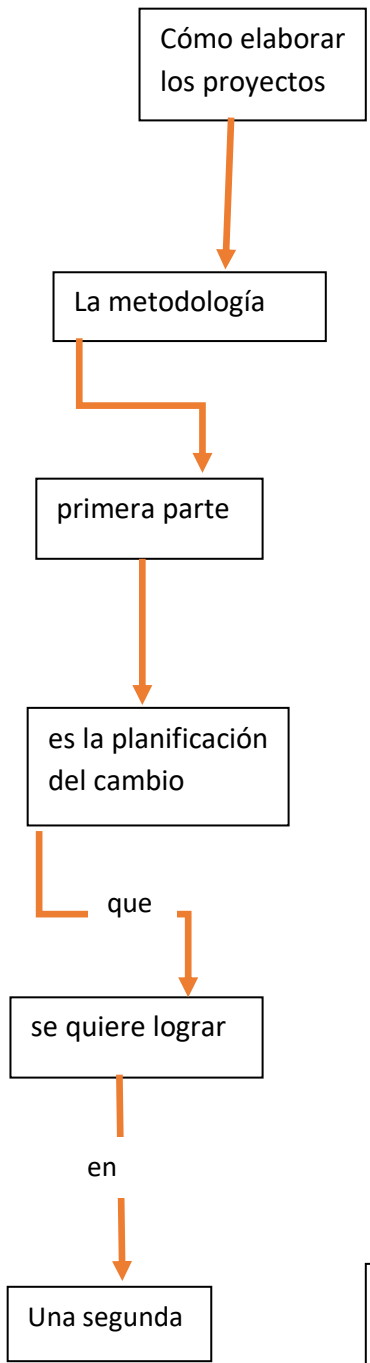 Cómo elaborar
los proyectos
La metodología
primera parte
es la planificación
del cambio
que
se quiere lograr
en
Una segunda